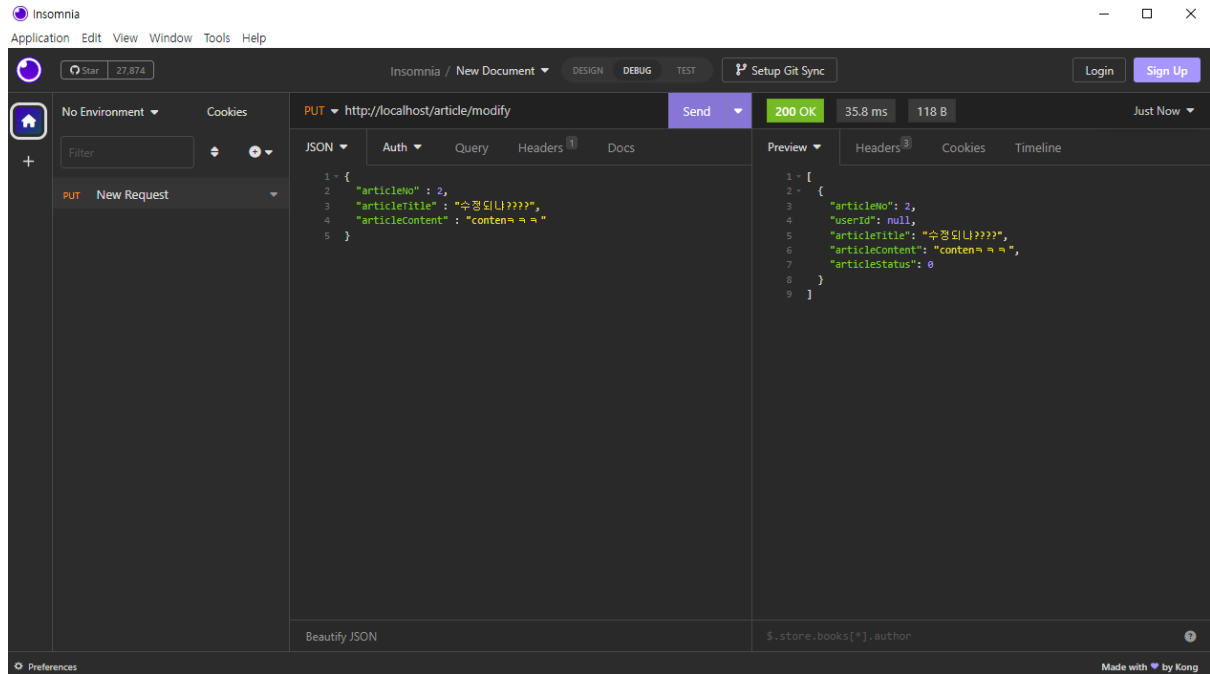 Insomnia
Application Edit View Window Tools Help
Star 27,874
Insomnia / New Document
DESIGN DEBUG TEST
Setup Git Sync
Login
Sign Up
No Environment
Cookies
PUT http://localhost/article/modify
Send
200 OK
35.8 ms
118 B
Just Now
Filter
JSON
Auth
Query
Headers 1
Docs
Preview
Headers 3
Cookies
Timeline
PUT New Request
1 {
2 "articleNo" : 2,
3 "articleTitle" : "수정되냐????",
4 "articleContent" : "contenㅋㅋㅋ"
5 }
1 [
2 {
3 "articleNo": 2,
4 "userId": null,
5 "articleTitle": "수정되냐????",
6 "articleContent": "contenㅋㅋㅋ",
7 "articleStatus": 0
8 }
9 ]
Beautify JSON
$.store.books[*].author
Preferences
Made with 💜 by Kong